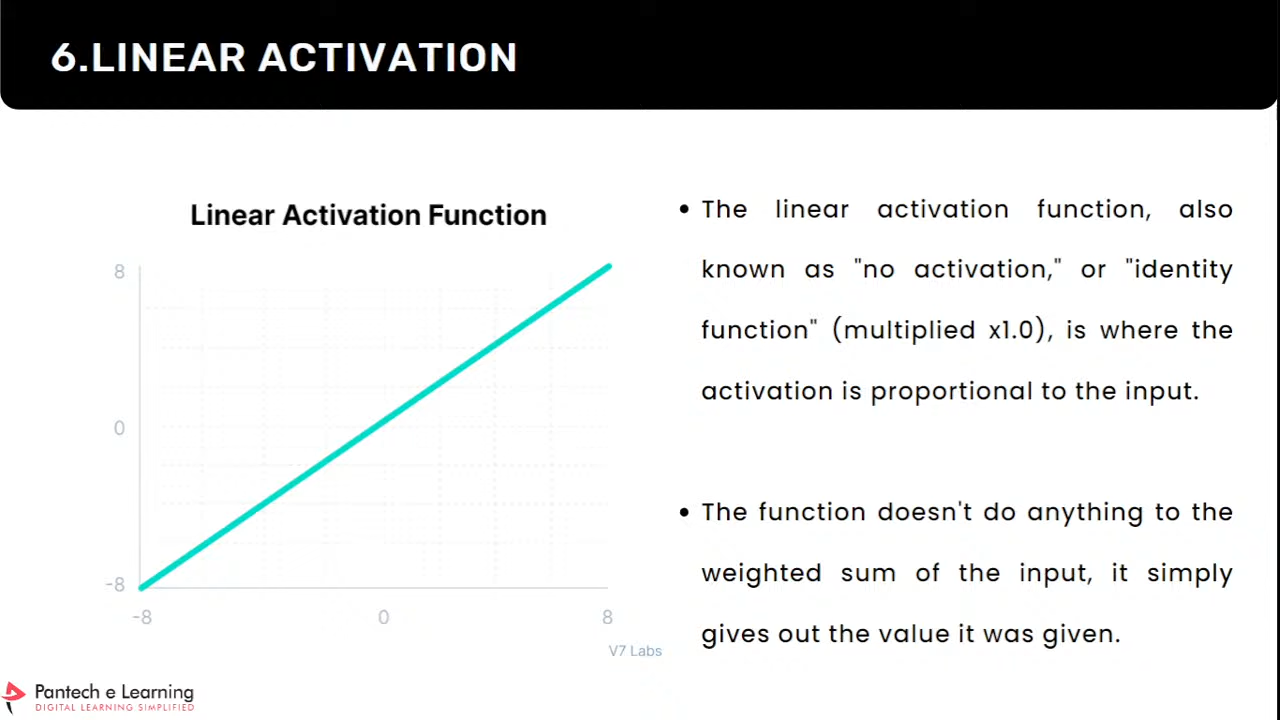 6.LINEAR ACTIVATION
Linear Activation Function
8
0
-8
-8
0
8
V7 Labs
• The linear activation function, also
known as "no activation," or "identity
function" (multiplied x1.0), is where the
activation is proportional to the input.
• The function doesn't do anything to the
weighted sum of the input, it simply
gives out the value it was given.
Pantech e Learning
DIGITAL LEARNING SIMPLIFIED